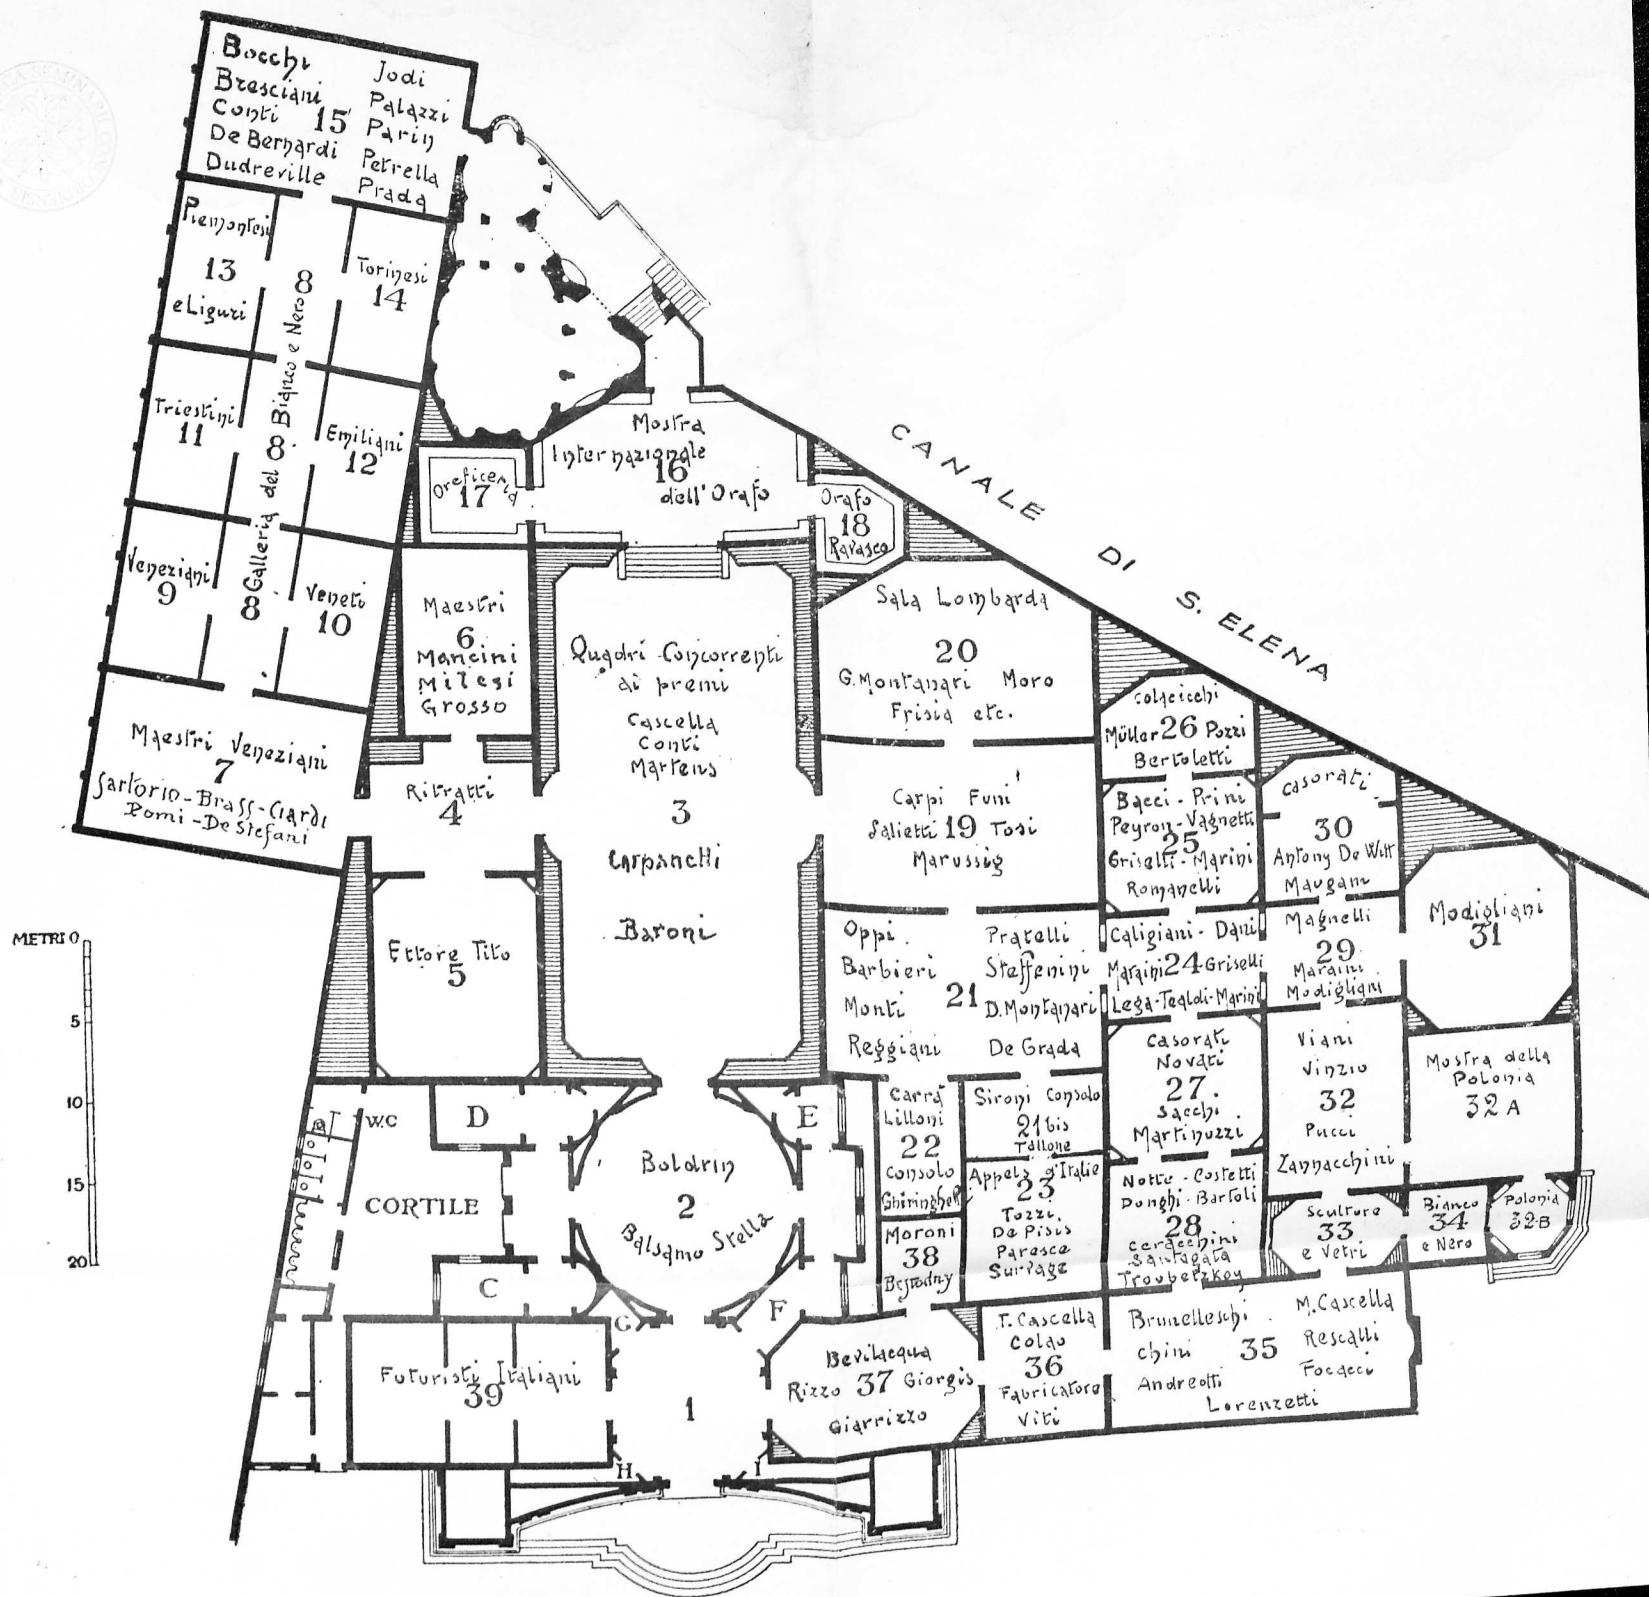 Bocchi
Bresciani
Conti
De Bernardi
Dudreville
15
Jodi
Palazzi
Parin
Petrella
Prada
Piemontesi
13
e Liguri
Torinesi
14
Triestini
11
Emiliani
12
Veneziani
9
Veneti
10
8 Galleria del 8 Bianco e Nero 8
Maestri Veneziani
7
Sartorio-Brass-Ciardi
Pomi-De Stefani
Oreficeria
17
Mostra
Internazionale
16
dell'Orafo
Orafo
18
Ravasco
CANALE DI S. ELENA
Maestri
6
Mancini
Milesi
Grosso
Ritratti
4
Ettore Tito
5
Quadri Concorrenti
ai premi
Cascella
Conti
Martens
3
Carpanetti
Baroni
Sala Lombarda
20
G. Montanari Moro
Frisia etc.
Carpi Funi
Salietti 19 Tosi
Marussig
Oppi
Barbieri
Monti
Reggiani
21
Pratelli
Steffenini
D. Montanari
De Grada
Colacicchi
Müller 26 Pozzi
Bertoletti
Bacci - Prini
Peyron-Vagnetti
25
Griselli-Marini
Romanelli
Caligiani-Dani
Maraini 24 Griselli
Lega-Tealdi-Marini
Casorati
30
Antony De Witt
Maugam
Magnelli
29
Maraini
Modigliani
Modigliani
31
Casorati
Novati
27
Sacchi
Martinuzzi
Viani
Vinzio
32
Pucci
Zannacchini
Mostra della
Polonia
32 A
METRI 0
5
10
15
20
W.C
D
CORTILE
C
E
F
G
Boldrin
2
Balsamo Stella
Carrà
Lilloni
22
Consolo
Ghiringhelli
Sironi Consolo
21 bis
Tallone
Appels d'Italie
23
Tozzi
De Pisis
Paresce
Survage
Moroni
38
Notte-Costetti
Donghi-Bartoli
28
Ceracchini
Santagata
Troubetzkoy
Sculture
33
e Vetri
Bianco
34
e Nero
Polonia
32-B
Futuristi Italiani
39
1
H
I
Bevilacqua
Rizzo 37 Giorgis
Giarrizzo
T. Cascella
Colao
36
Fabricatore
Viti
Brunelleschi
Chini
Andreotti
35
M. Cascella
Rescalli
Focacci
Lorenzetti